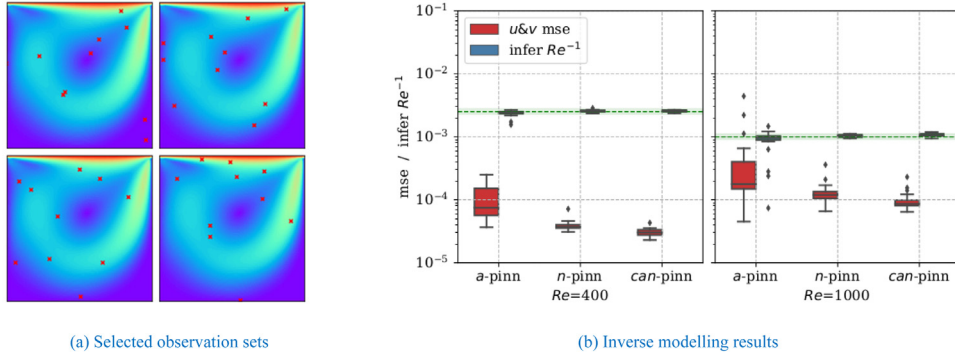 10⁻¹
10⁻²
10⁻³
10⁻⁴
10⁻⁵
mse / infer Re⁻¹
u&v mse
infer Re⁻¹
a-pinn n-pinn can-pinn
Re=400
a-pinn n-pinn can-pinn
Re=1000
(a) Selected observation sets
(b) Inverse modelling results